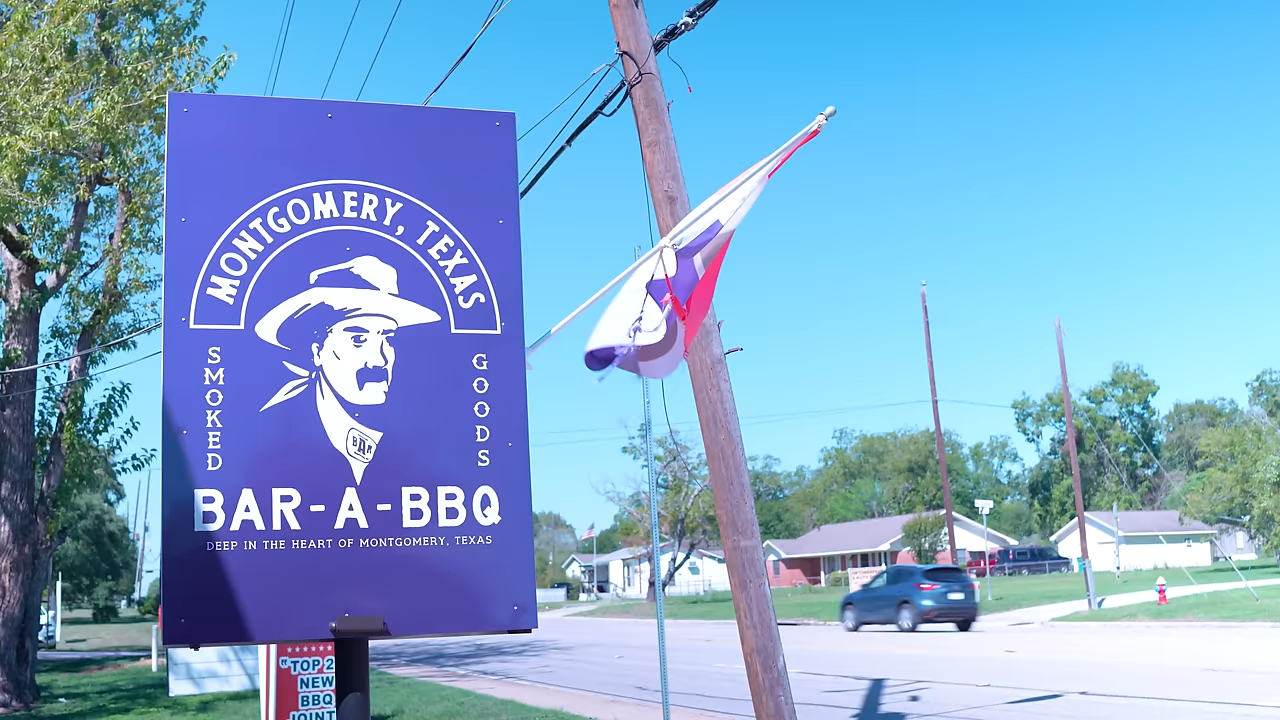 MONTGOMERY, TEXAS
SMOKED
GOODS
BAR
BAR-A-BBQ
DEEP IN THE HEART OF MONTGOMERY, TEXAS
"TOP 2
NEW
BBQ
JOINT